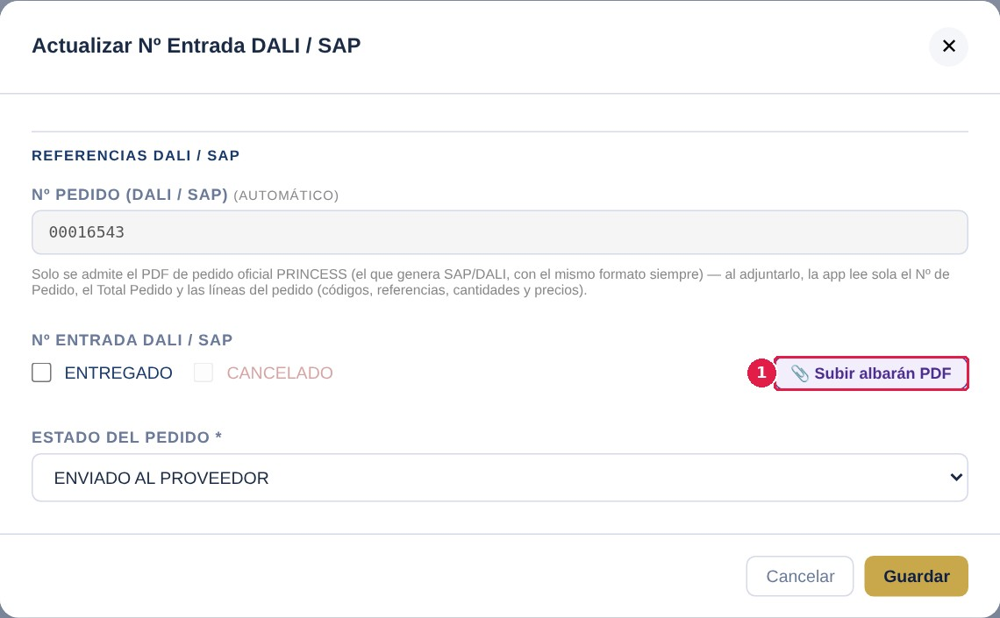 Actualizar Nº Entrada DALI / SAP
✕
REFERENCIAS DALI / SAP
Nº PEDIDO (DALI / SAP) (AUTOMÁTICO)
00016543
Solo se admite el PDF de pedido oficial PRINCESS (el que genera SAP/DALI, con el mismo formato siempre) — al adjuntarlo, la app lee sola el Nº de
Pedido, el Total Pedido y las líneas del pedido (códigos, referencias, cantidades y precios).
Nº ENTRADA DALI / SAP
ENTREGADO CANCELADO 1 📎 Subir albarán PDF
ESTADO DEL PEDIDO *
ENVIADO AL PROVEEDOR
Cancelar Guardar